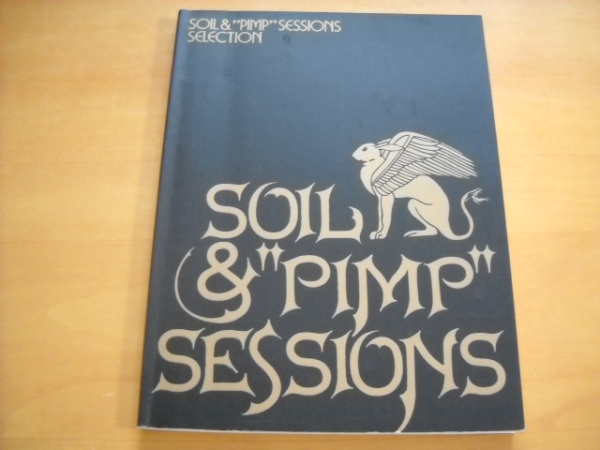 SOIL & "PIMP" SESSIONS
SELECTION
SOIL
& "PIMP"
SESSIONS